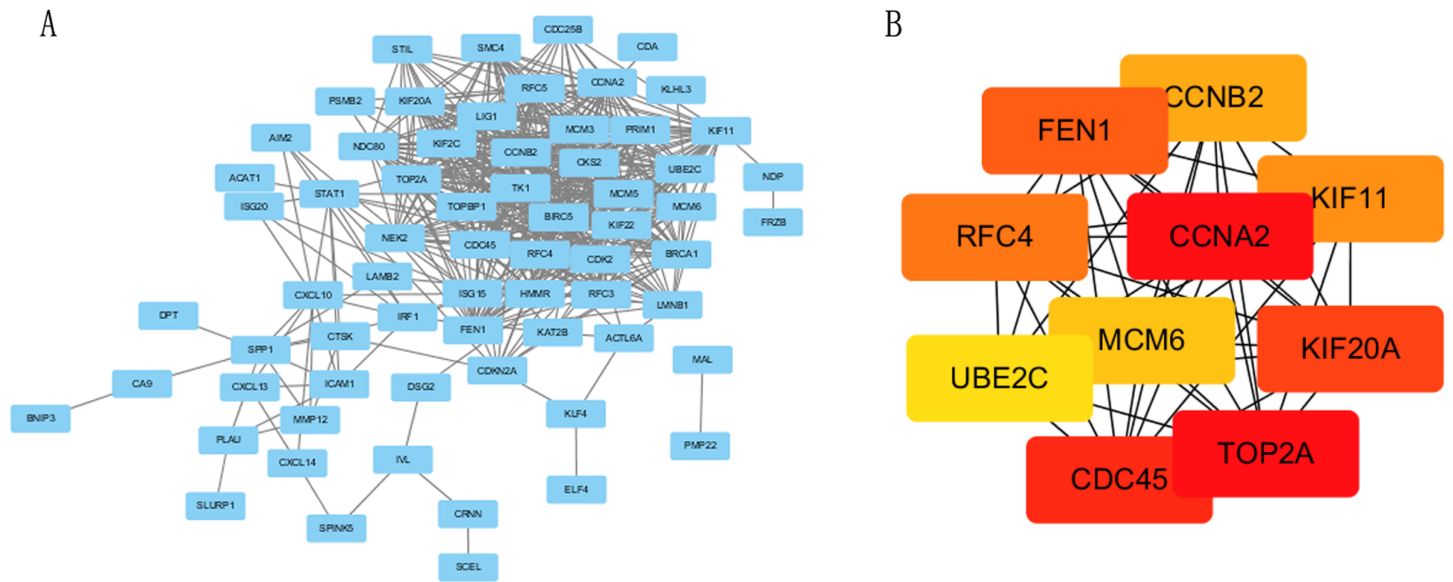 A
B
CDC25B
STIL
SMC4
CDA
RFC5
CCNA2
KLHL3
PSMB2
KIF20A
LIG1
MCM3
PRIM1
KIF11
AIM2
NDC80
KIF2C
CCNB2
CKS2
UBE2C
ACAT1
STAT1
TOP2A
TK1
MCM5
NDP
ISG20
TOPBP1
BIRC5
KIF22
MCM6
FRZB
NEK2
CDC45
RFC4
CDK2
BRCA1
LAMB2
CXCL10
ISG15
HMMR
RFC3
LMNB1
DPT
IRF1
FEN1
KAT2B
ACTL6A
CTSK
SPP1
MAL
CDKN2A
CA9
CXCL13
ICAM1
DSG2
BNIP3
MMP12
KLF4
PLAU
PMP22
CXCL14
IVL
ELF4
SLURP1
SPINK5
CRNN
SCEL
CCNB2
FEN1
KIF11
RFC4
CCNA2
MCM6
KIF20A
UBE2C
TOP2A
CDC45